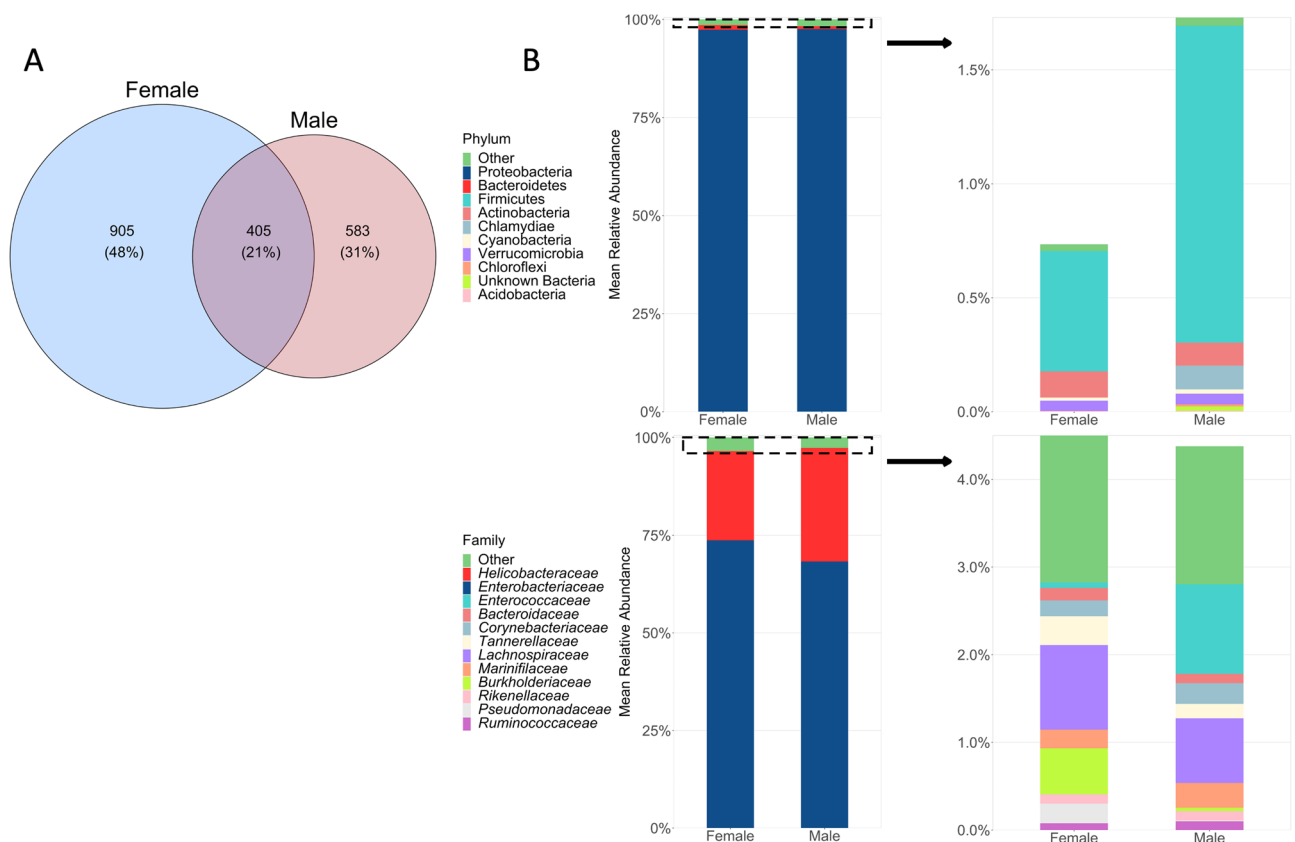 A
Female
Male
905
(48%)
405
(21%)
583
(31%)
B
Phylum
Other
Proteobacteria
Bacteroidetes
Firmicutes
Actinobacteria
Chlamydiae
Cyanobacteria
Verrucomicrobia
Chloroflexi
Unknown Bacteria
Acidobacteria
Mean Relative Abundance
100%
75%
50%
25%
0%
Female
Male
1.5%
1.0%
0.5%
0.0%
Female
Male
Family
Other
Helicobacteraceae
Enterobacteriaceae
Enterococcaceae
Bacteroidaceae
Corynebacteriaceae
Tannerellaceae
Lachnospiraceae
Marinifilaceae
Burkholderiaceae
Rikenellaceae
Pseudomonadaceae
Ruminococcaceae
Mean Relative Abundance
100%
75%
50%
25%
0%
Female
Male
4.0%
3.0%
2.0%
1.0%
0.0%
Female
Male